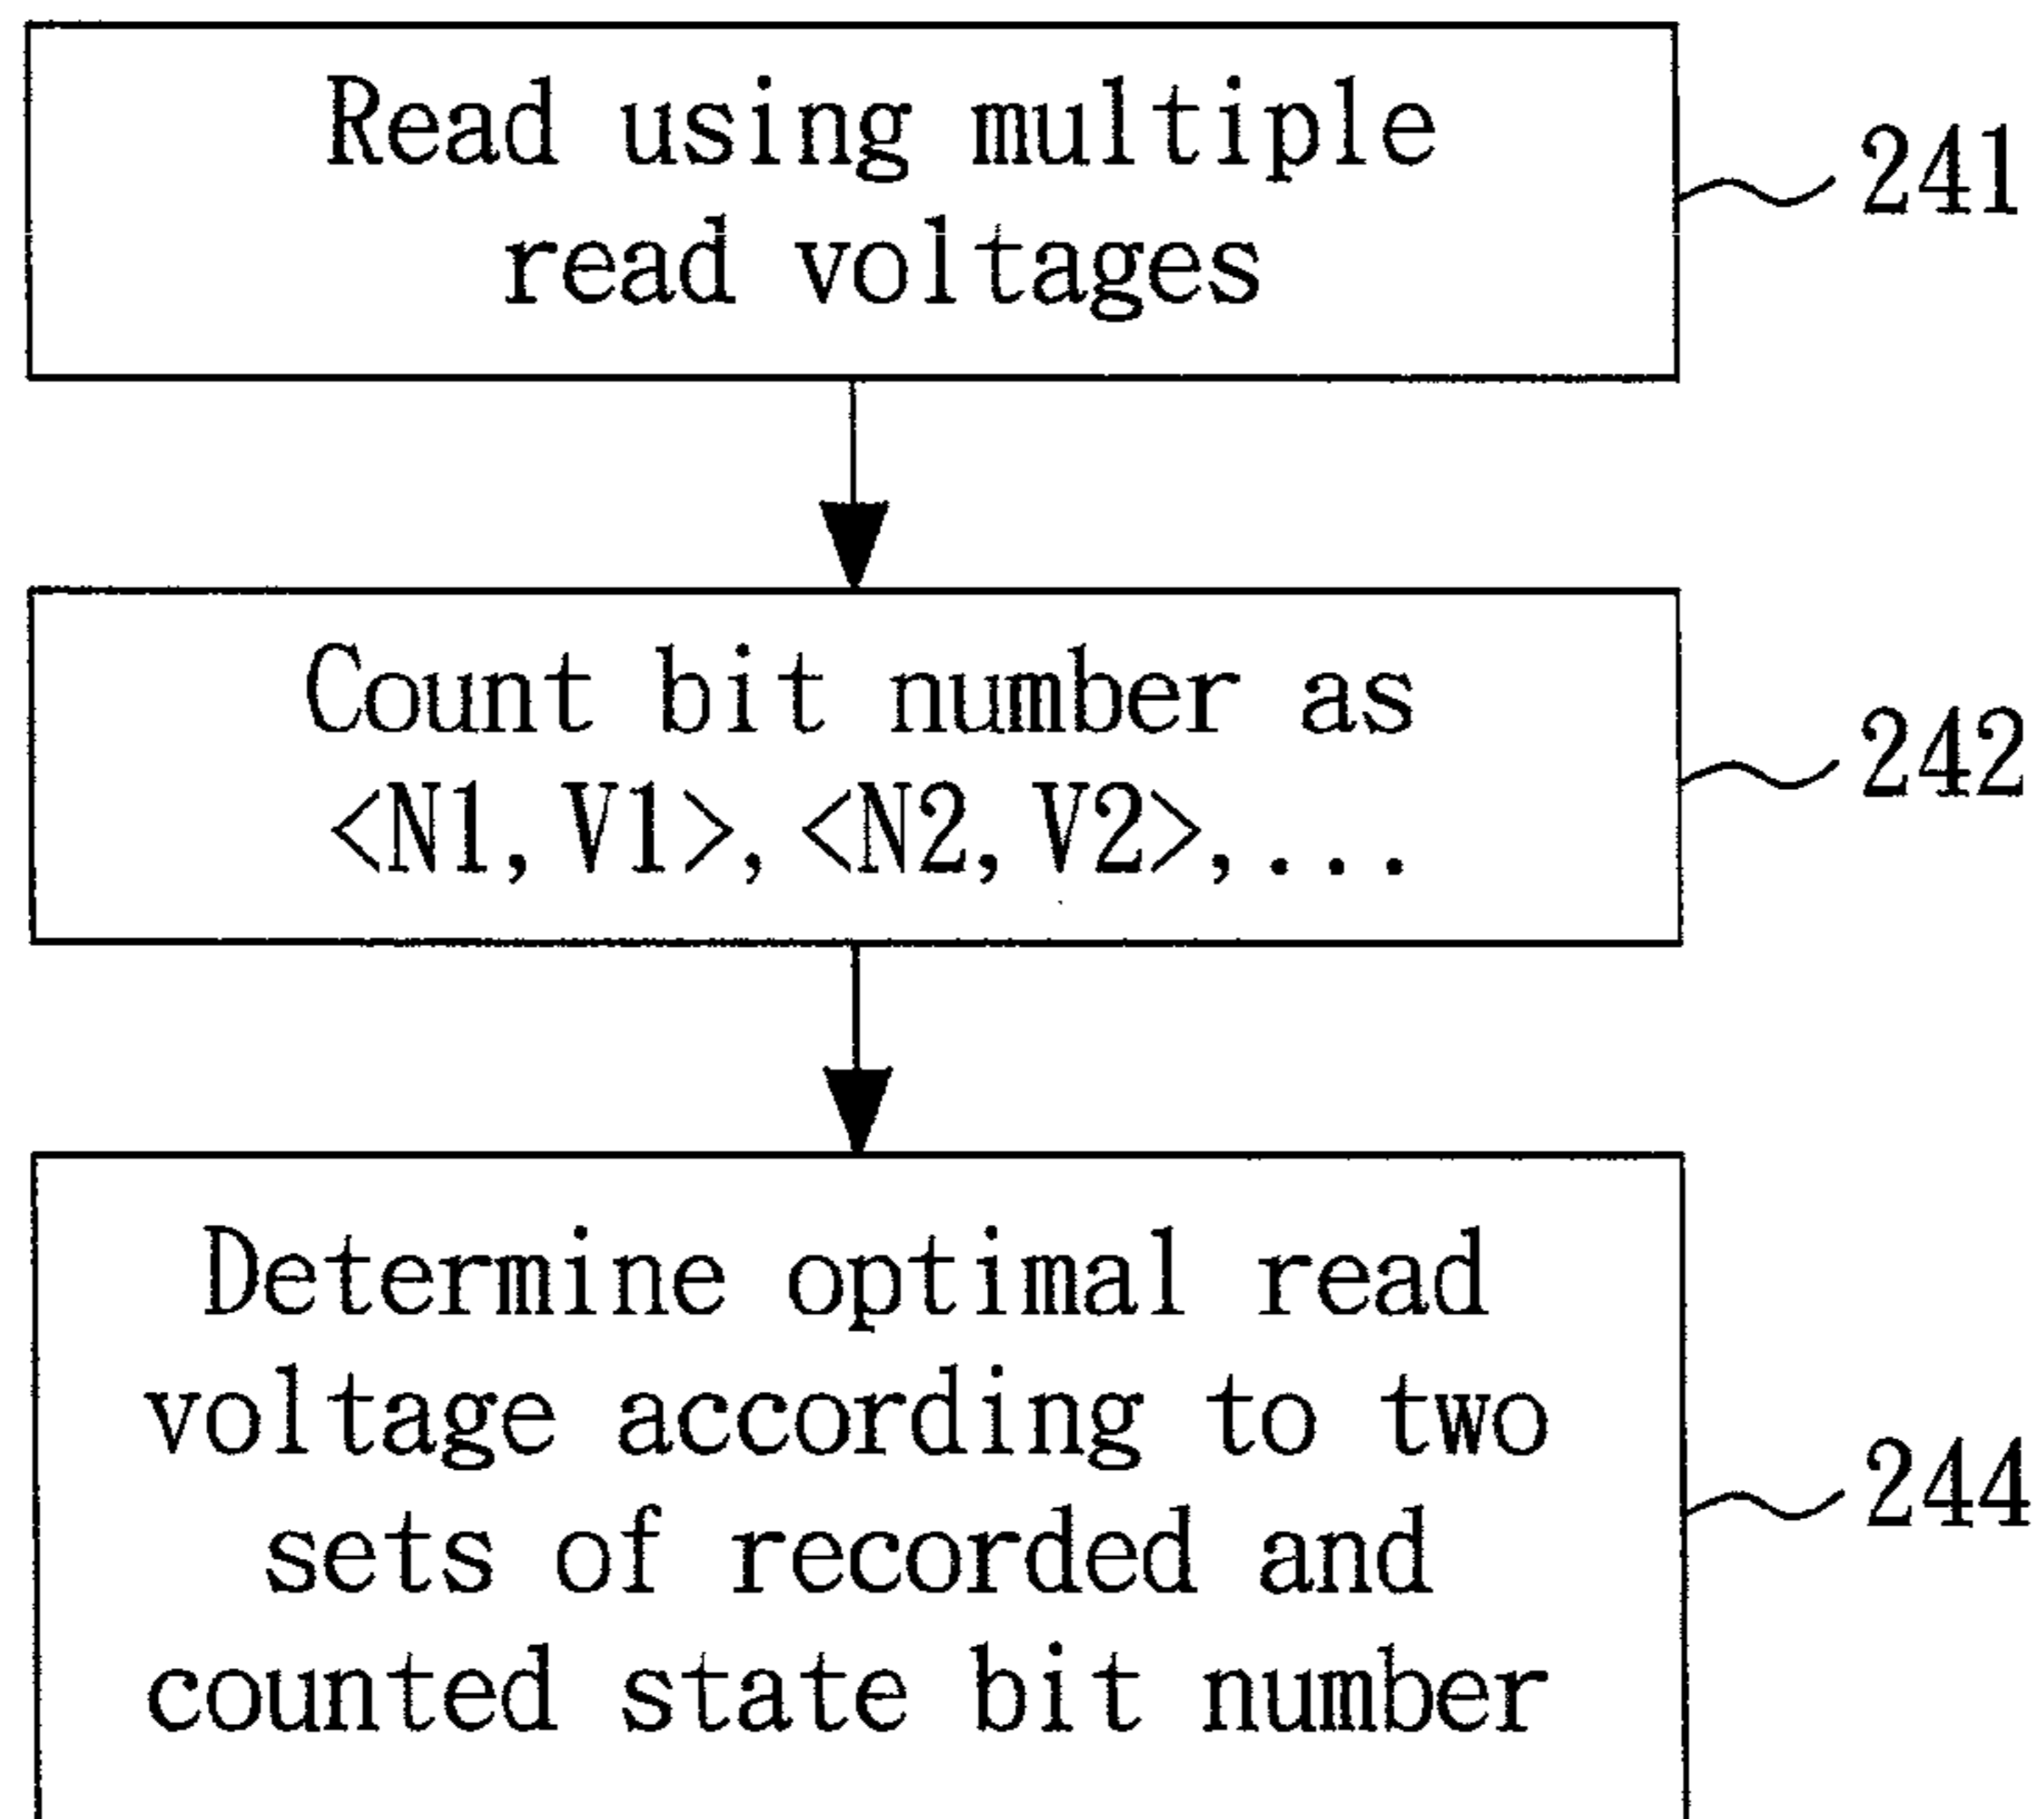 Read using multiple
read voltages
241
Count bit number as
<N1,V1>,<N2,V2>,...
242
Determine optimal read
voltage according to two
sets of recorded and
counted state bit number
244